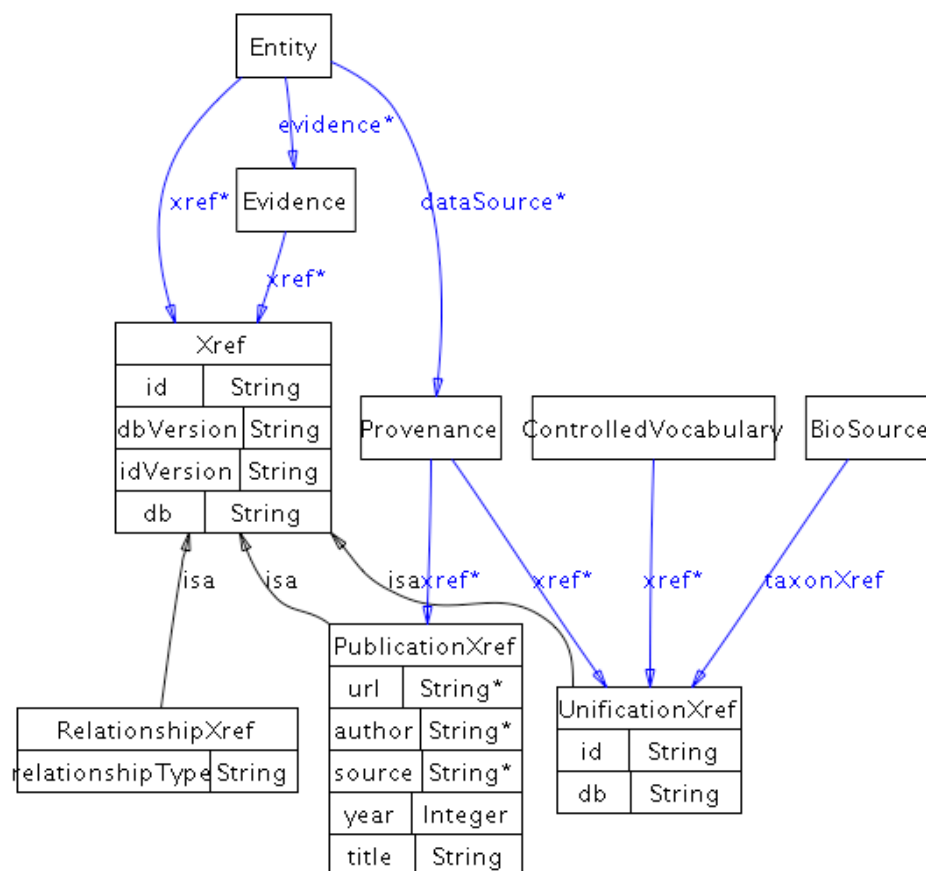 Entity
evidence*
xref*
Evidence
dataSource*
xref*
Xref
id String
dbVersion String
idVersion String
db String
Provenance
ControlledVocabulary
BioSource
isa
isa
isa
xref*
xref*
xref*
taxonXref
PublicationXref
url String*
author String*
source String*
year Integer
title String
UnificationXref
id String
db String
RelationshipXref
relationshipType String